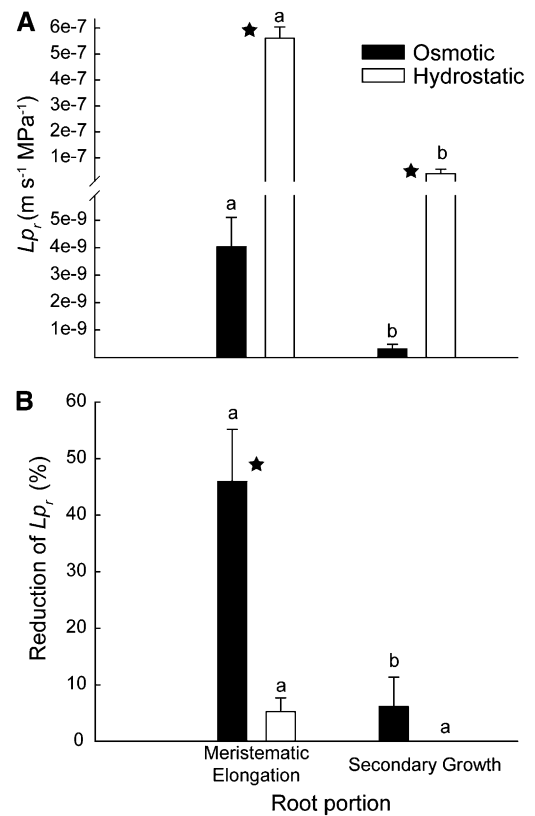 A
Osmotic
Hydrostatic
Lpr (m s-1 MPa-1)
6e-7
5e-7
4e-7
3e-7
2e-7
1e-7
5e-9
4e-9
3e-9
2e-9
1e-9
a
a
b
b
B
Reduction of Lpr (%)
60
50
40
30
20
10
0
a
a
b
a
Meristematic
Elongation
Secondary Growth
Root portion